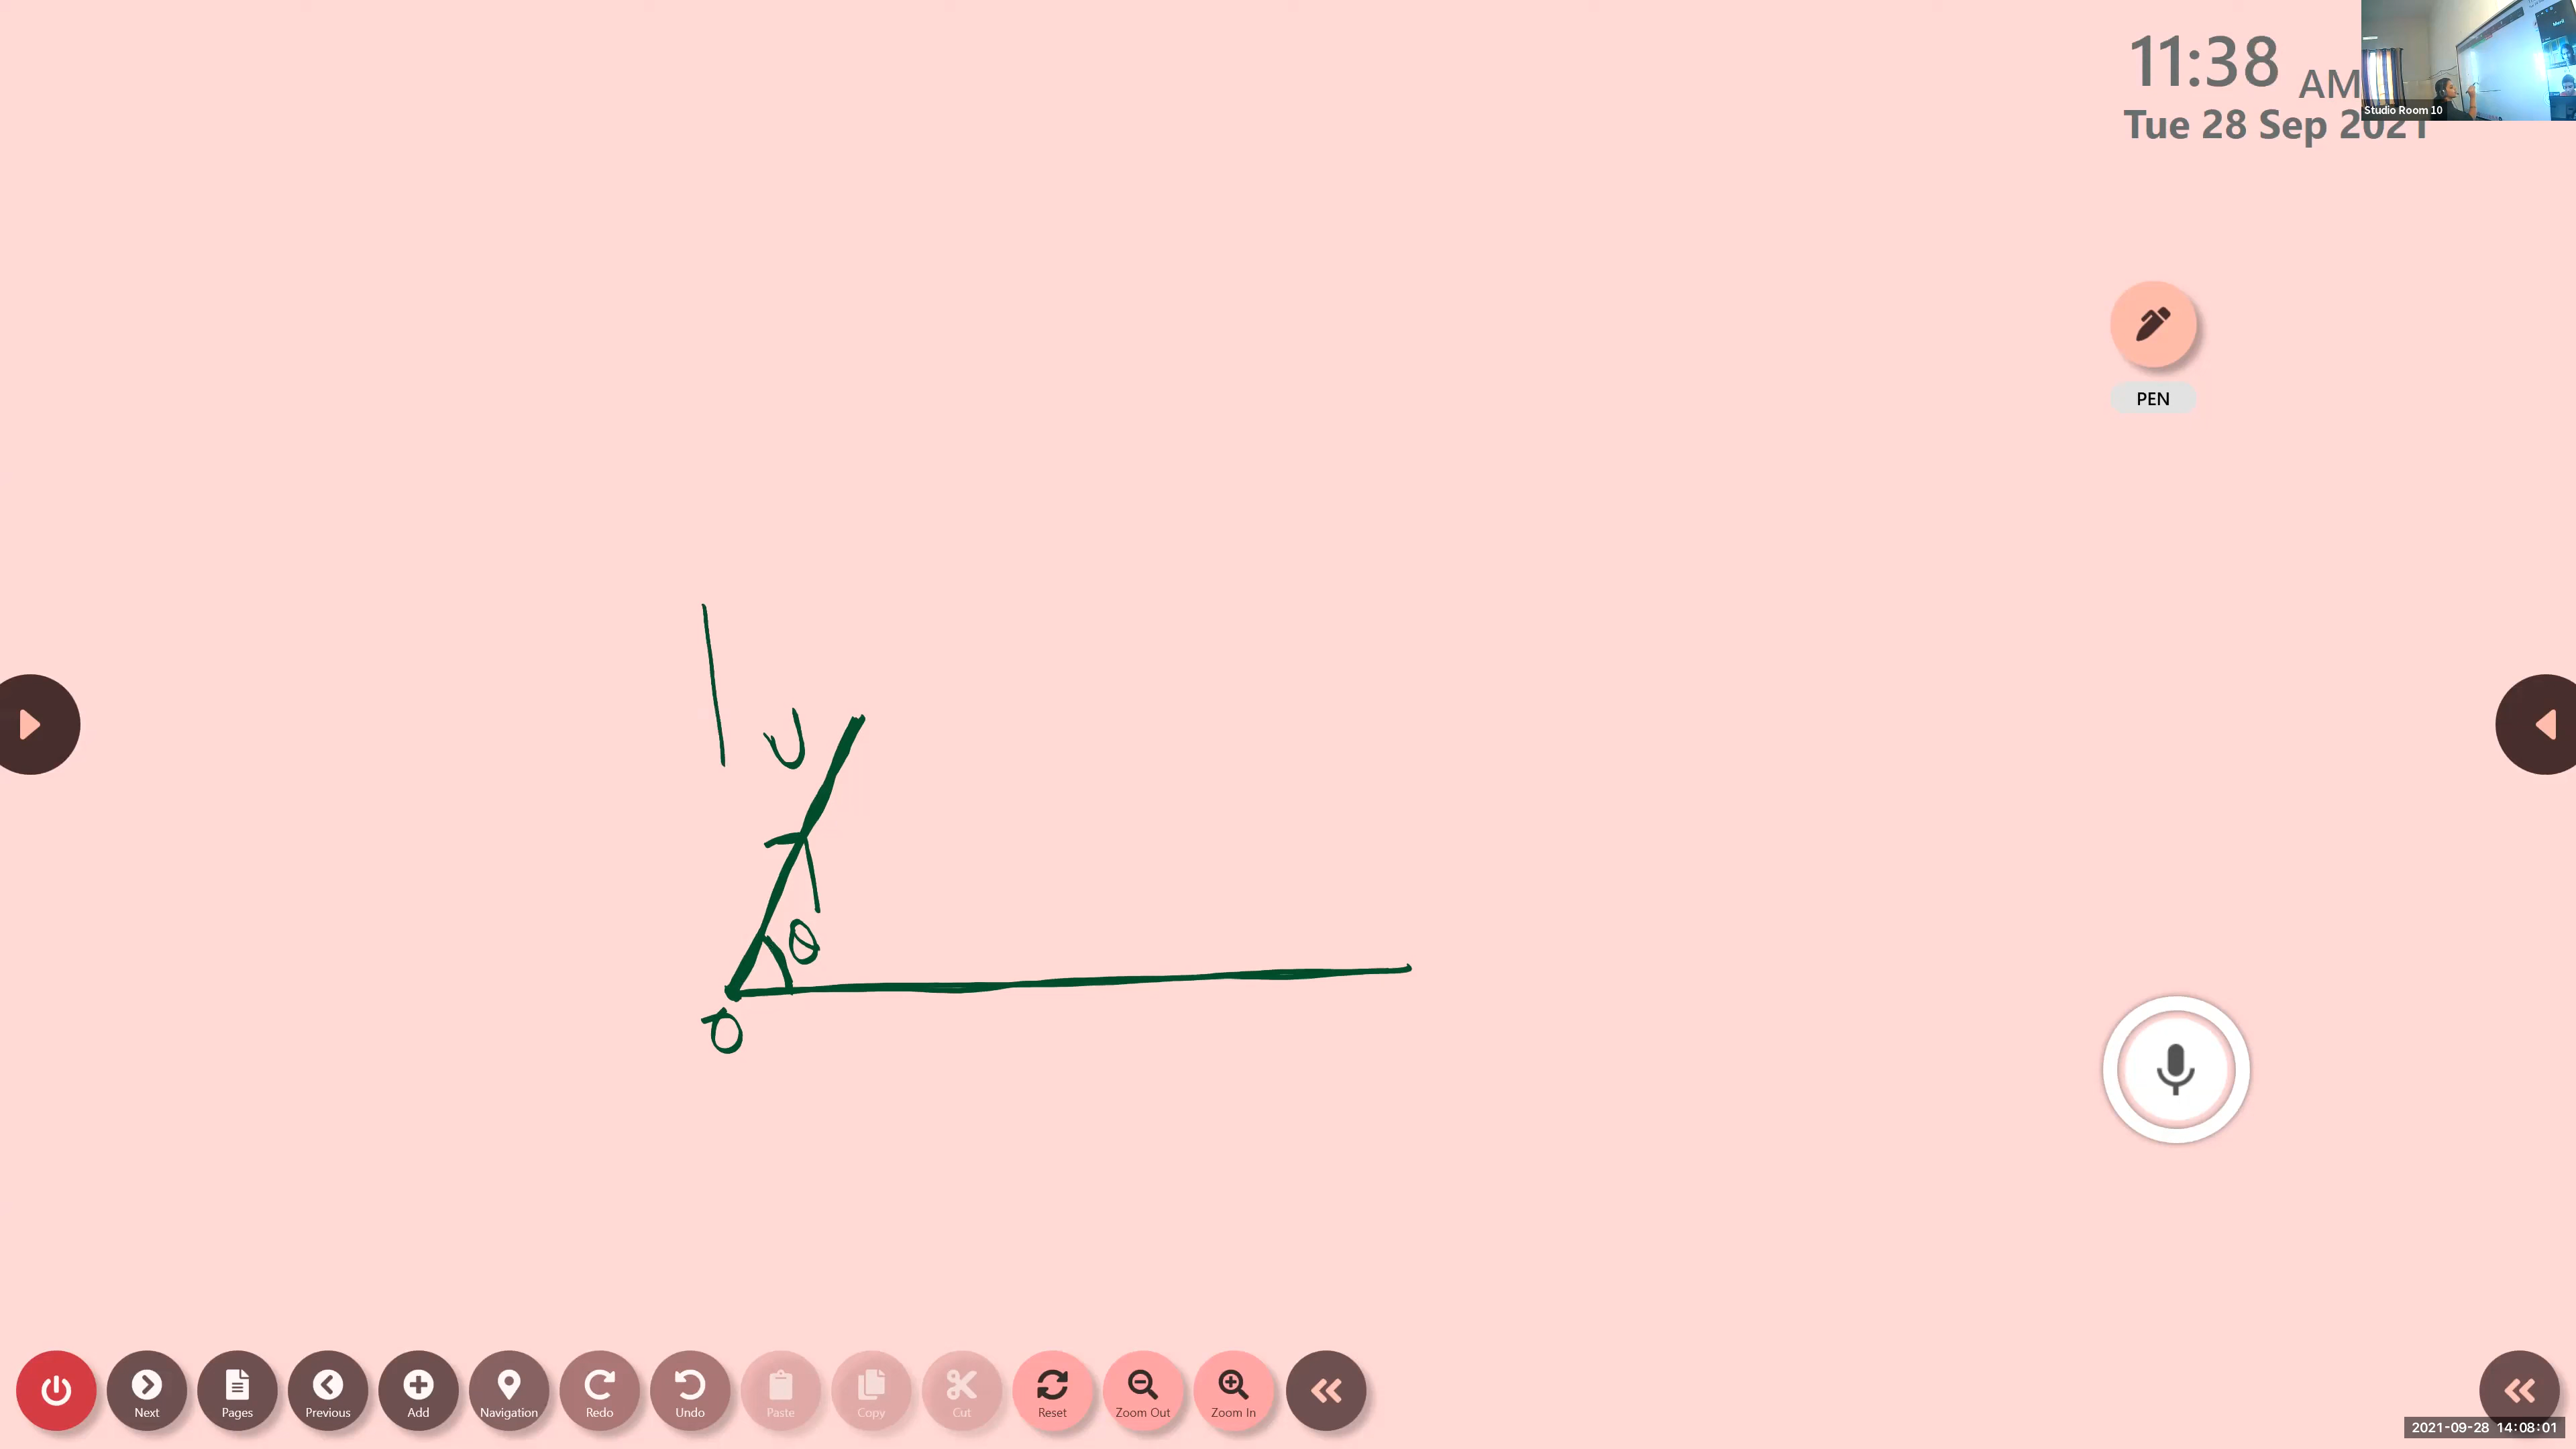 11:38 AM
Studio Room 10
Tue 28 Sep 2021
PEN
U
θ
O
Next
Pages
Previous
Add
Navigation
Redo
Undo
Paste
Copy
Cut
Reset
Zoom Out
Zoom In
2021-09-28 14:08:01